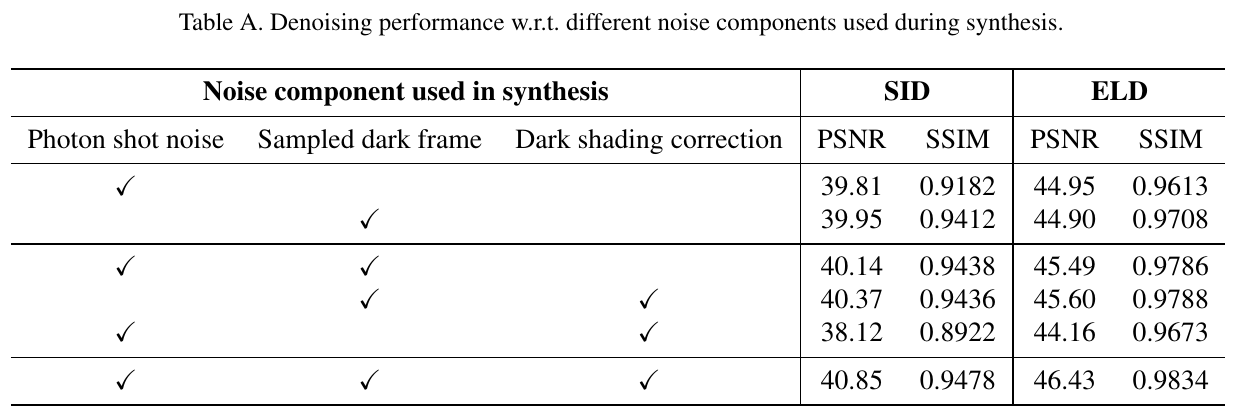 Table A. Denoising performance w.r.t. different noise components used during synthesis.
Noise component used in synthesis SID ELD
Photon shot noise Sampled dark frame Dark shading correction PSNR SSIM PSNR SSIM
✓ 39.81 0.9182 44.95 0.9613
✓ 39.95 0.9412 44.90 0.9708
✓ ✓ 40.14 0.9438 45.49 0.9786
✓ ✓ 40.37 0.9436 45.60 0.9788
✓ ✓ 38.12 0.8922 44.16 0.9673
✓ ✓ ✓ 40.85 0.9478 46.43 0.9834